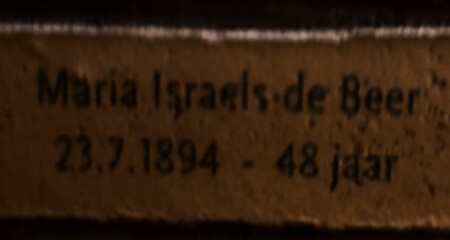 Maria Israels-de Beer
23.7.1894 - 48 jaar